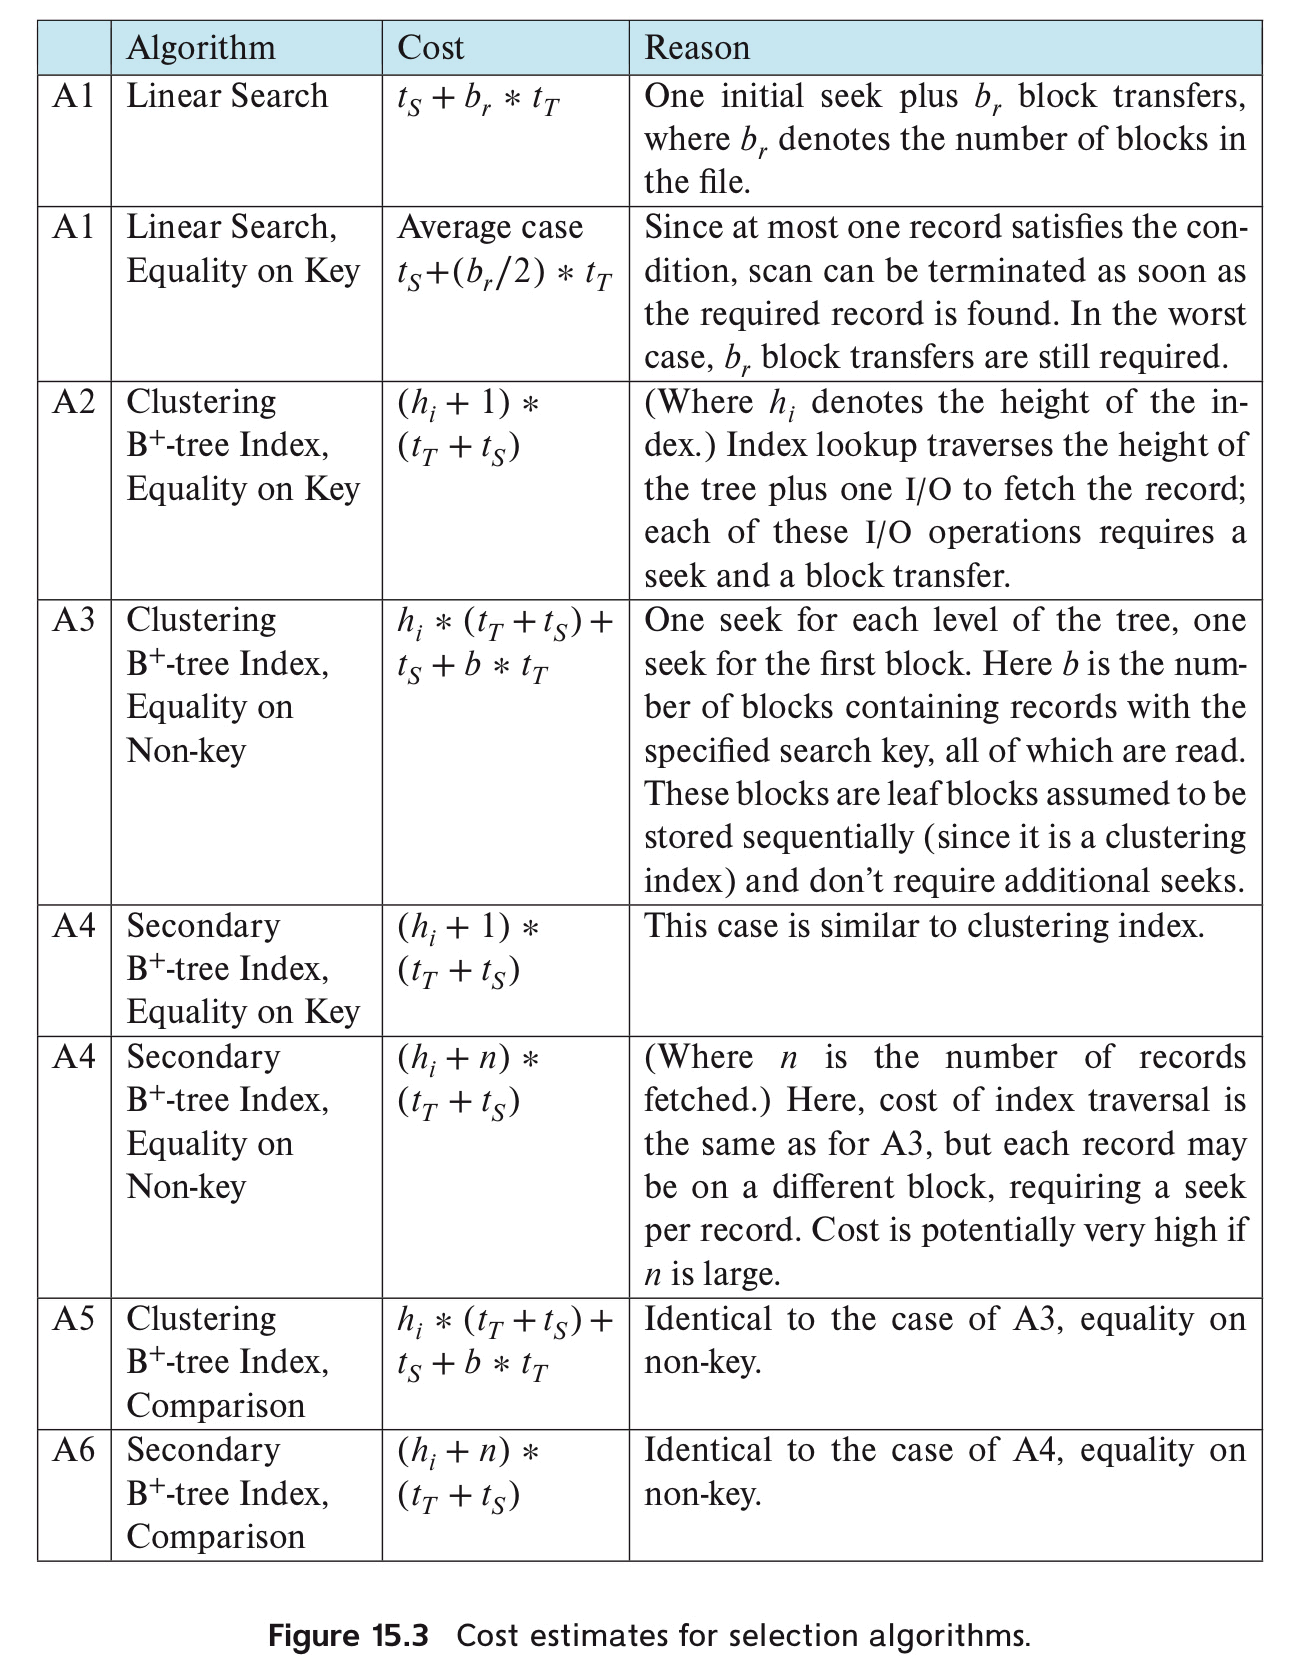 Algorithm Cost Reason
A1 Linear Search t_S + b_r * t_T One initial seek plus b_r block transfers,
where b_r denotes the number of blocks in
the file.
A1 Linear Search, Average case Since at most one record satisfies the con-
Equality on Key t_S+(b_r/2) * t_T dition, scan can be terminated as soon as
the required record is found. In the worst
case, b_r block transfers are still required.
A2 Clustering (h_i + 1) * (Where h_i denotes the height of the in-
B⁺-tree Index, (t_T + t_S) dex.) Index lookup traverses the height of
Equality on Key the tree plus one I/O to fetch the record;
each of these I/O operations requires a
seek and a block transfer.
A3 Clustering h_i * (t_T + t_S) + One seek for each level of the tree, one
B⁺-tree Index, t_S + b * t_T seek for the first block. Here b is the num-
Equality on ber of blocks containing records with the
Non-key specified search key, all of which are read.
These blocks are leaf blocks assumed to be
stored sequentially (since it is a clustering
index) and don't require additional seeks.
A4 Secondary (h_i + 1) * This case is similar to clustering index.
B⁺-tree Index, (t_T + t_S)
Equality on Key
A4 Secondary (h_i + n) * (Where n is the number of records
B⁺-tree Index, (t_T + t_S) fetched.) Here, cost of index traversal is
Equality on the same as for A3, but each record may
Non-key be on a different block, requiring a seek
per record. Cost is potentially very high if
n is large.
A5 Clustering h_i * (t_T + t_S) + Identical to the case of A3, equality on
B⁺-tree Index, t_S + b * t_T non-key.
Comparison
A6 Secondary (h_i + n) * Identical to the case of A4, equality on
B⁺-tree Index, (t_T + t_S) non-key.
Comparison
Figure 15.3 Cost estimates for selection algorithms.